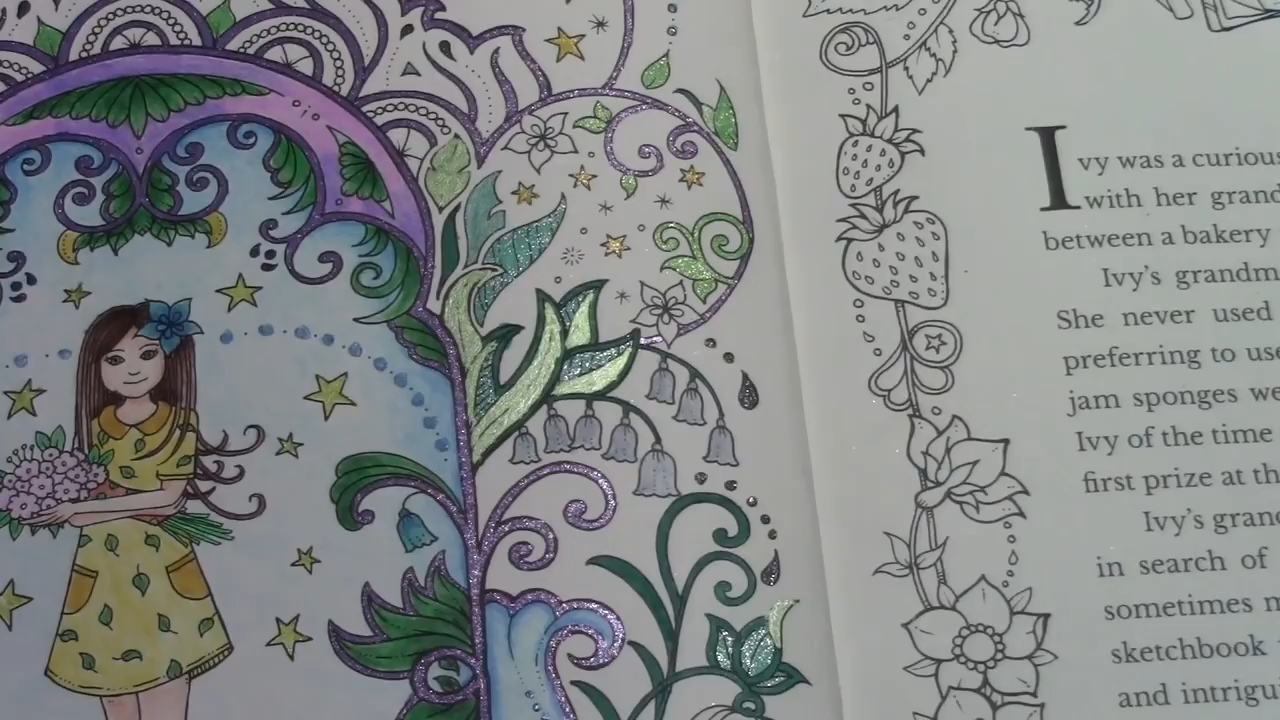 Ivy was a curious
with her grand
between a bakery
Ivy's grandm
She never used
preferring to use
jam sponges we
Ivy of the time
first prize at th
Ivy's grand
in search of
sometimes m
sketchbook
and intrigui